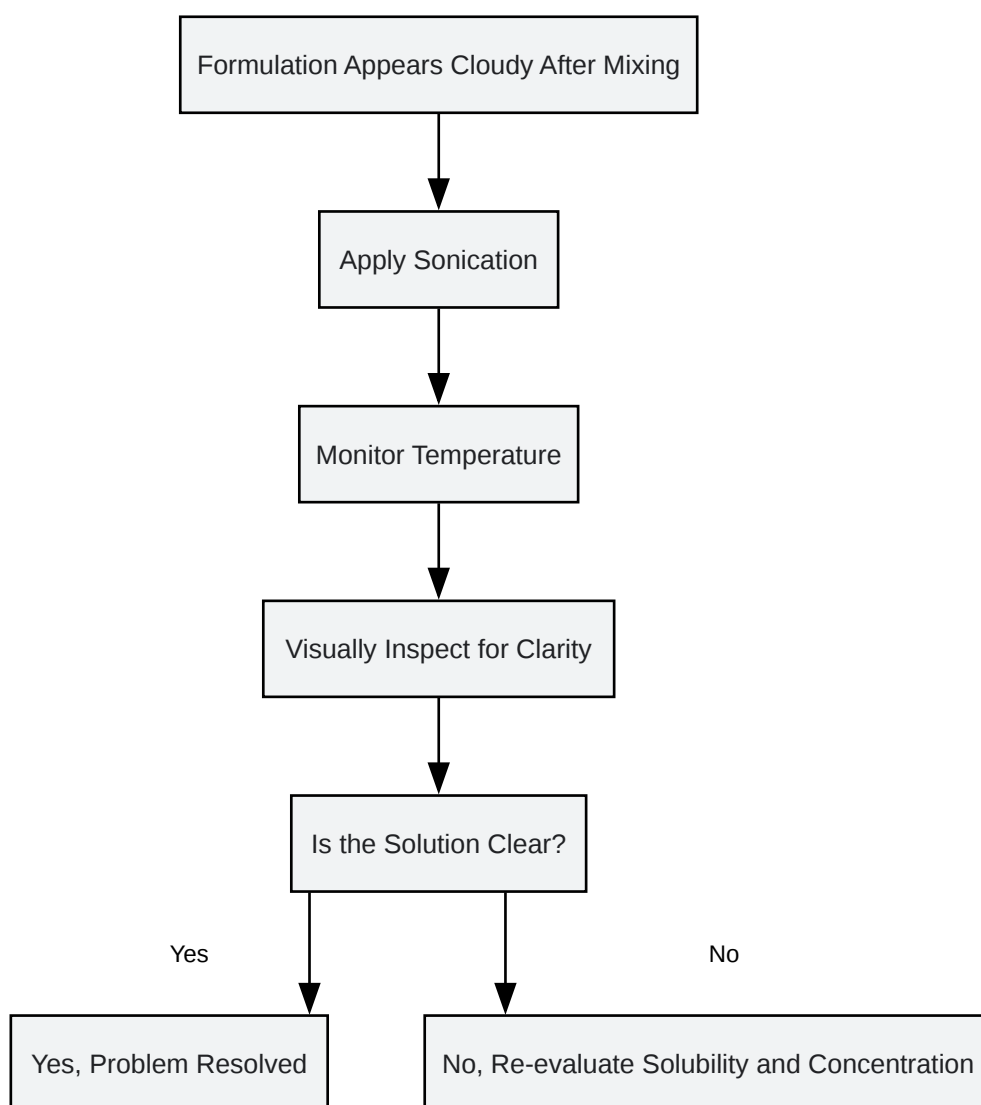 Formulation Appears Cloudy After Mixing
Apply Sonication
Monitor Temperature
Visually Inspect for Clarity
Is the Solution Clear?
Yes
No
Yes, Problem Resolved
No, Re-evaluate Solubility and Concentration